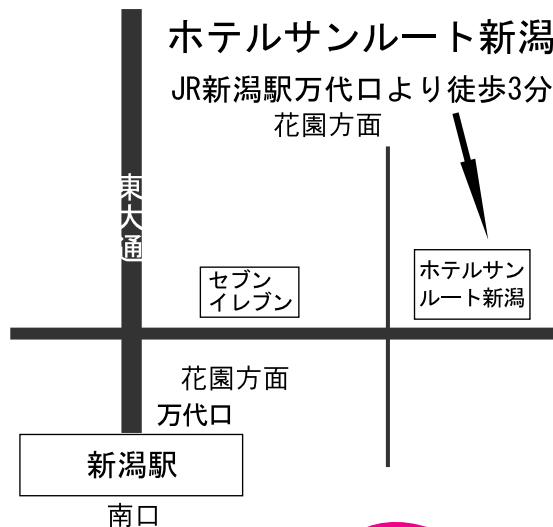 ホテルサンルート新潟
JR新潟駅万代口より徒歩3分
花園方面
東大通
セブン
イレブン
ホテルサン
ルート新潟
花園方面
万代口
新潟駅
南口